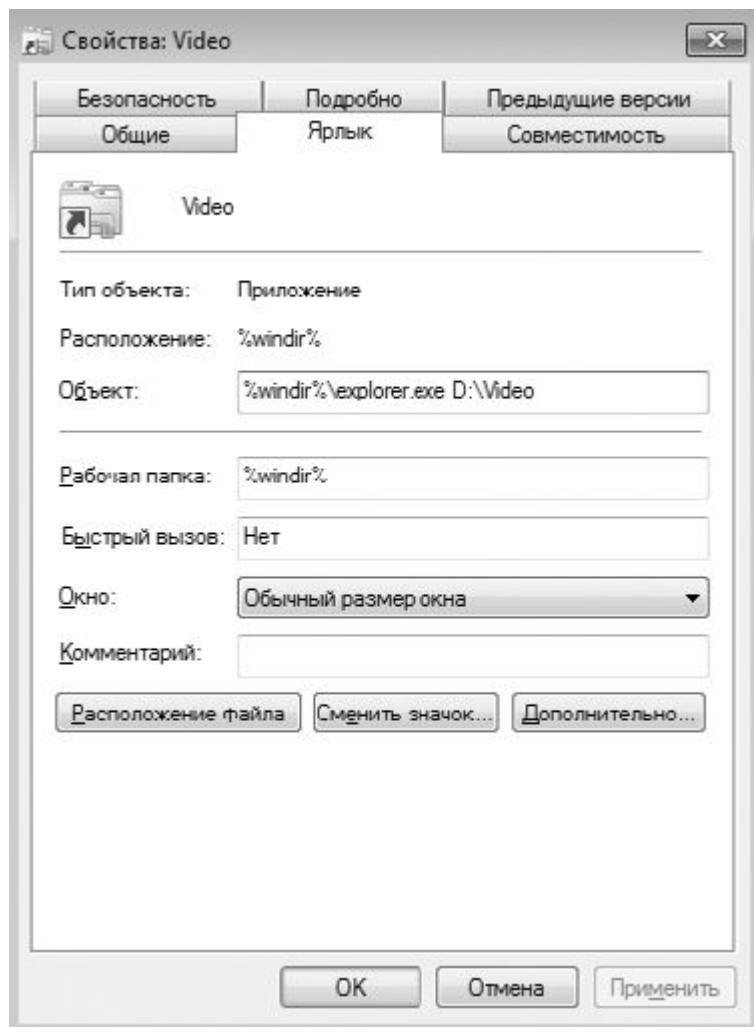 Свойства: Video
Безопасность Подробно Предыдущие версии
Общие Ярлык Совместимость
Video
Тип объекта: Приложение
Расположение: %windir%
Объект: %windir%\explorer.exe D:\Video
Рабочая папка: %windir%
Быстрый вызов: Нет
Окно: Обычный размер окна
Комментарий:
Расположение файла Сменить значок... Дополнительно...
OK Отмена Применить